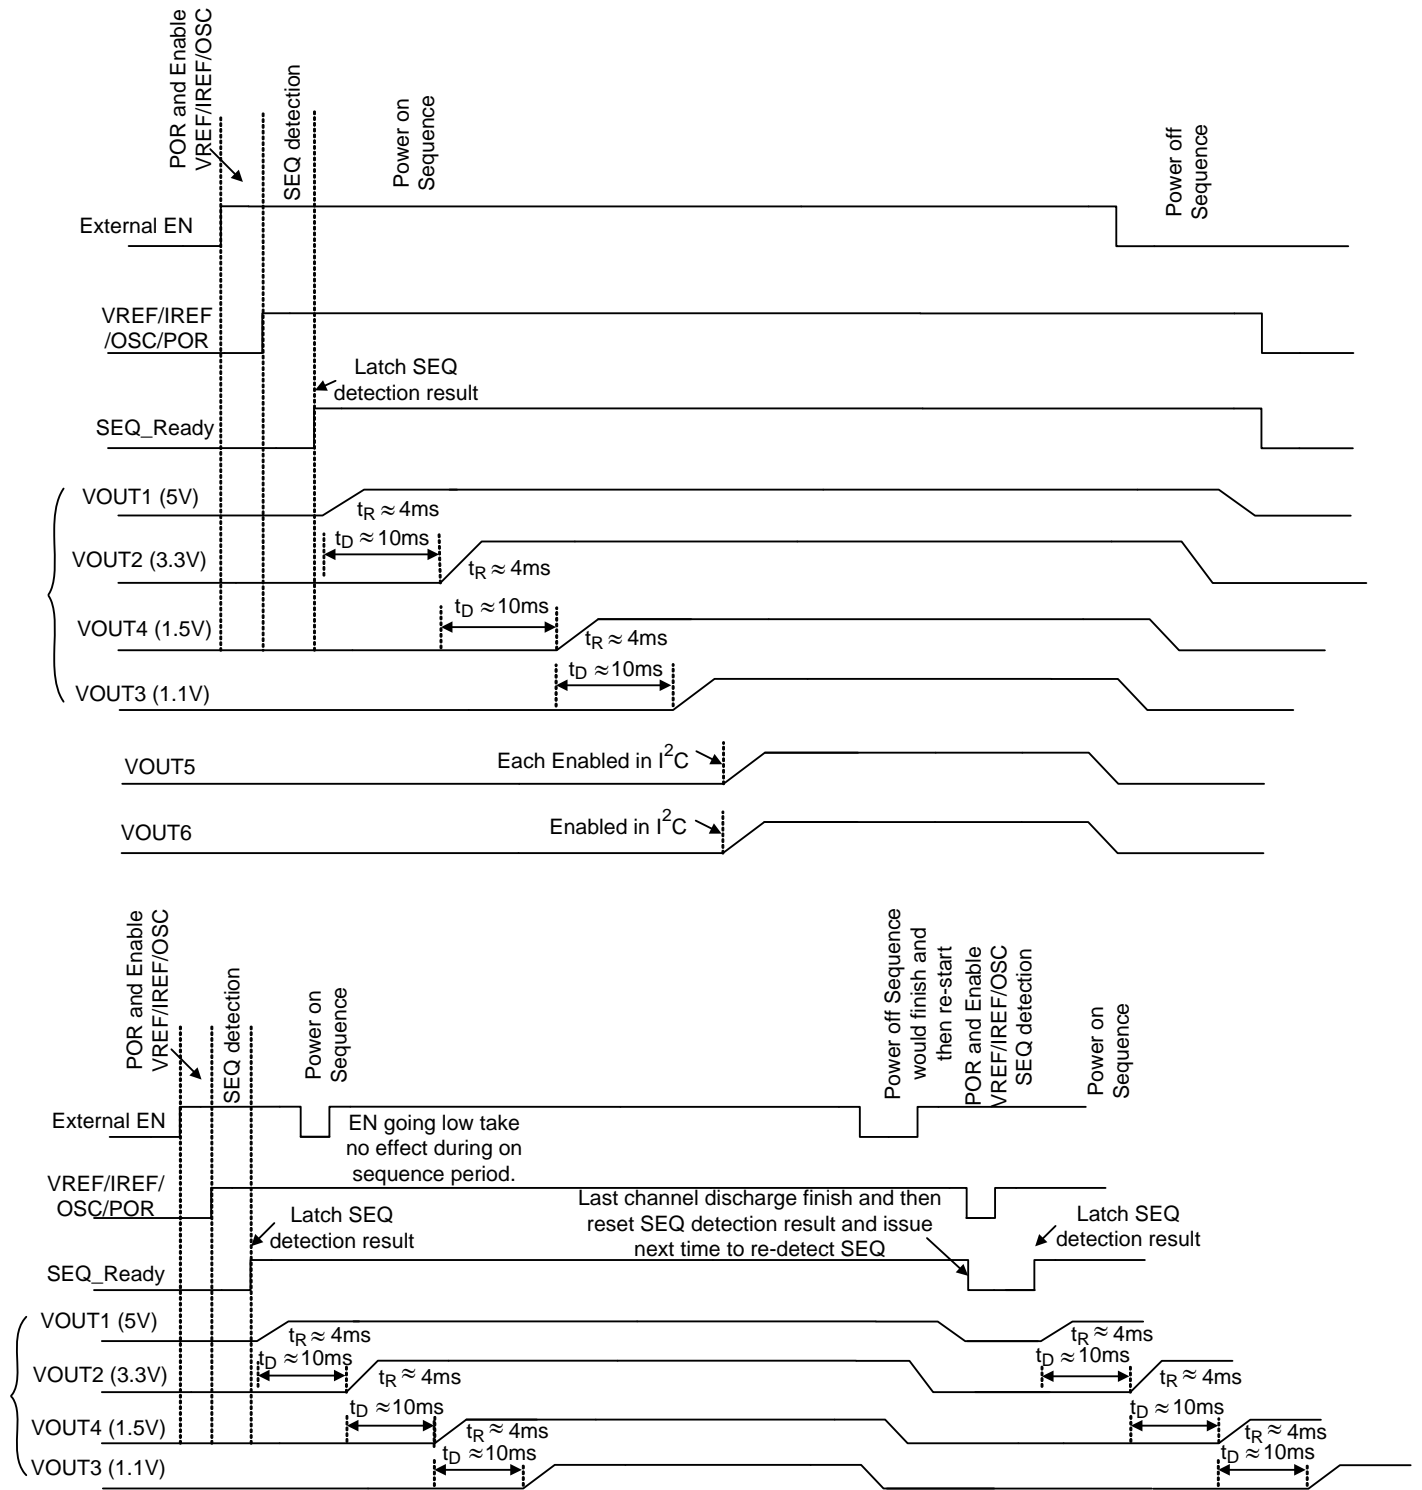 POR and Enable
VREF/IREF/OSC
SEQ detection
Power on
Sequence
Power off
Sequence
External EN
VREF/IREF
/OSC/POR
Latch SEQ
detection result
SEQ_Ready
VOUT1 (5V)
tR ≈ 4ms
tD ≈ 10ms
VOUT2 (3.3V)
tR ≈ 4ms
tD ≈ 10ms
VOUT4 (1.5V)
tR ≈ 4ms
tD ≈ 10ms
VOUT3 (1.1V)
Each Enabled in I2C
VOUT5
Enabled in I2C
VOUT6
POR and Enable
VREF/IREF/OSC
SEQ detection
Power on
Sequence
Power off Sequence
would finish and
then re-start
POR and Enable
VREF/IREF/OSC
SEQ detection
Power on
Sequence
External EN
EN going low take
no effect during on
sequence period.
VREF/IREF/
OSC/POR
Latch SEQ
detection result
Last channel discharge finish and then
reset SEQ detection result and issue
next time to re-detect SEQ
Latch SEQ
detection result
SEQ_Ready
VOUT1 (5V)
tR ≈ 4ms
tR ≈ 4ms
tD ≈ 10ms
tD ≈ 10ms
VOUT2 (3.3V)
tR ≈ 4ms
tR ≈ 4ms
tD ≈ 10ms
tD ≈ 10ms
VOUT4 (1.5V)
tR ≈ 4ms
tR ≈ 4ms
tD ≈ 10ms
tD ≈ 10ms
VOUT3 (1.1V)